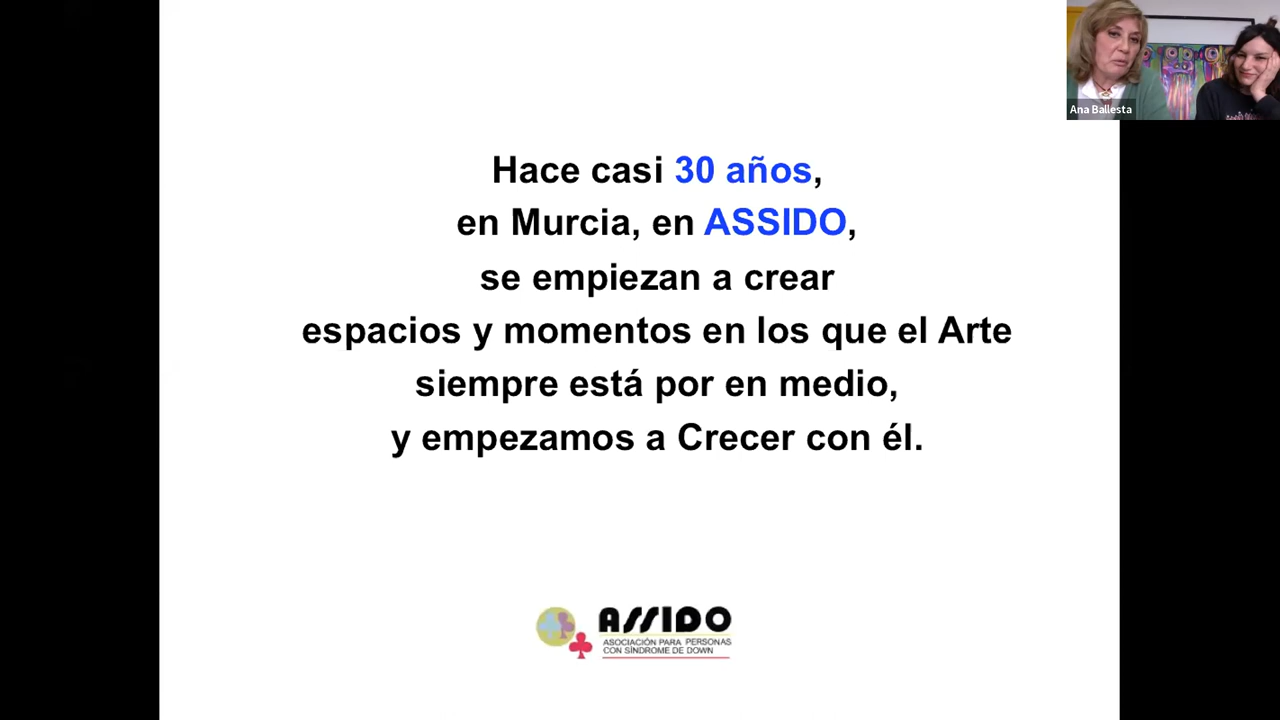 Ana Ballesta
Hace casi 30 años,
en Murcia, en ASSIDO,
se empiezan a crear
espacios y momentos en los que el Arte
siempre está por en medio,
y empezamos a Crecer con él.
ASSIDO
ASOCIACIÓN PARA PERSONAS
CON SÍNDROME DE DOWN